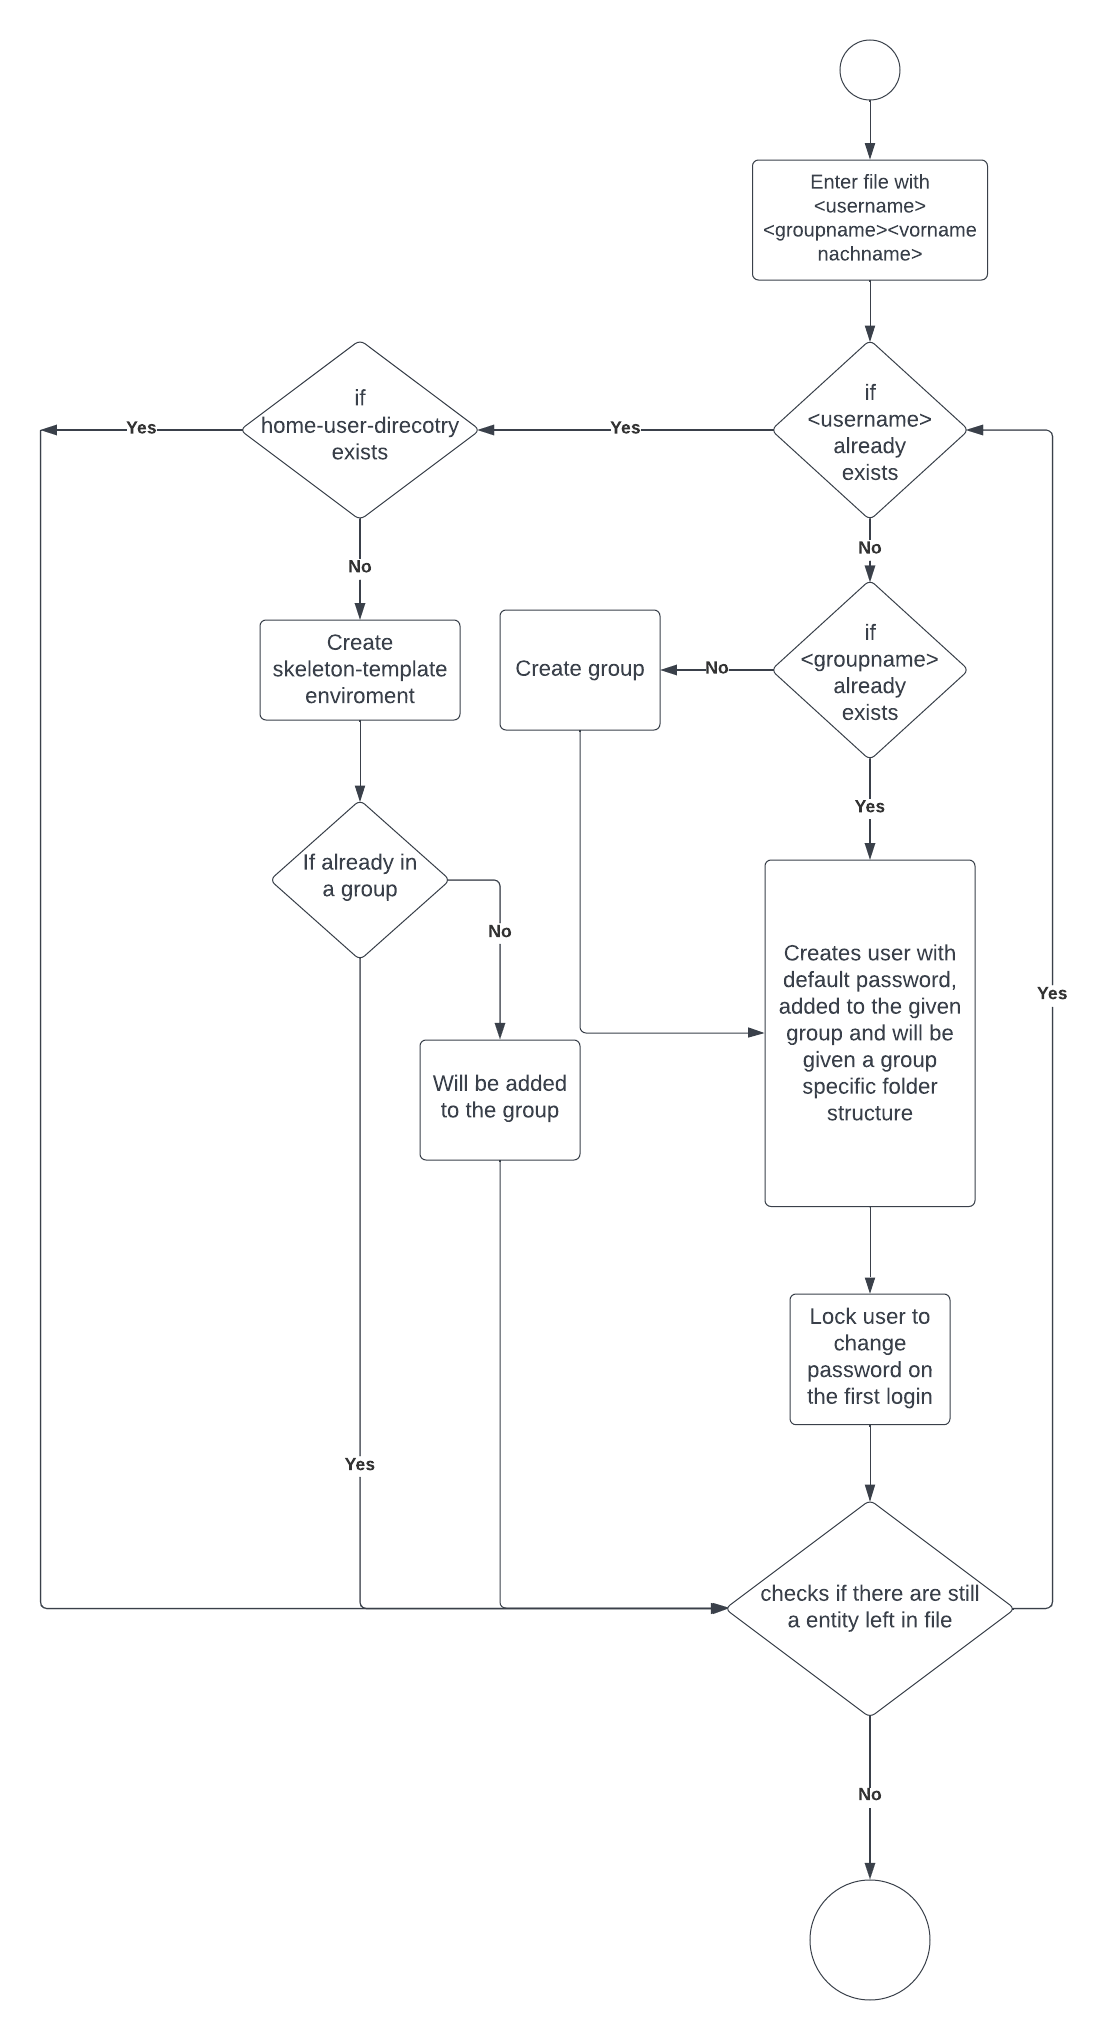 Enter file with
<username>
<groupname><vorname
nachname>
if
<username>
already
exists
Yes
if
home-user-direcotry
exists
Yes
No
No
if
<groupname>
already
exists
No
Create group
Create
skeleton-template
enviroment
Yes
If already in
a group
No
Creates user with
default password,
added to the given
group and will be
given a group
specific folder
structure
Yes
Will be added
to the group
Lock user to
change
password on
the first login
Yes
checks if there are still
a entity left in file
No